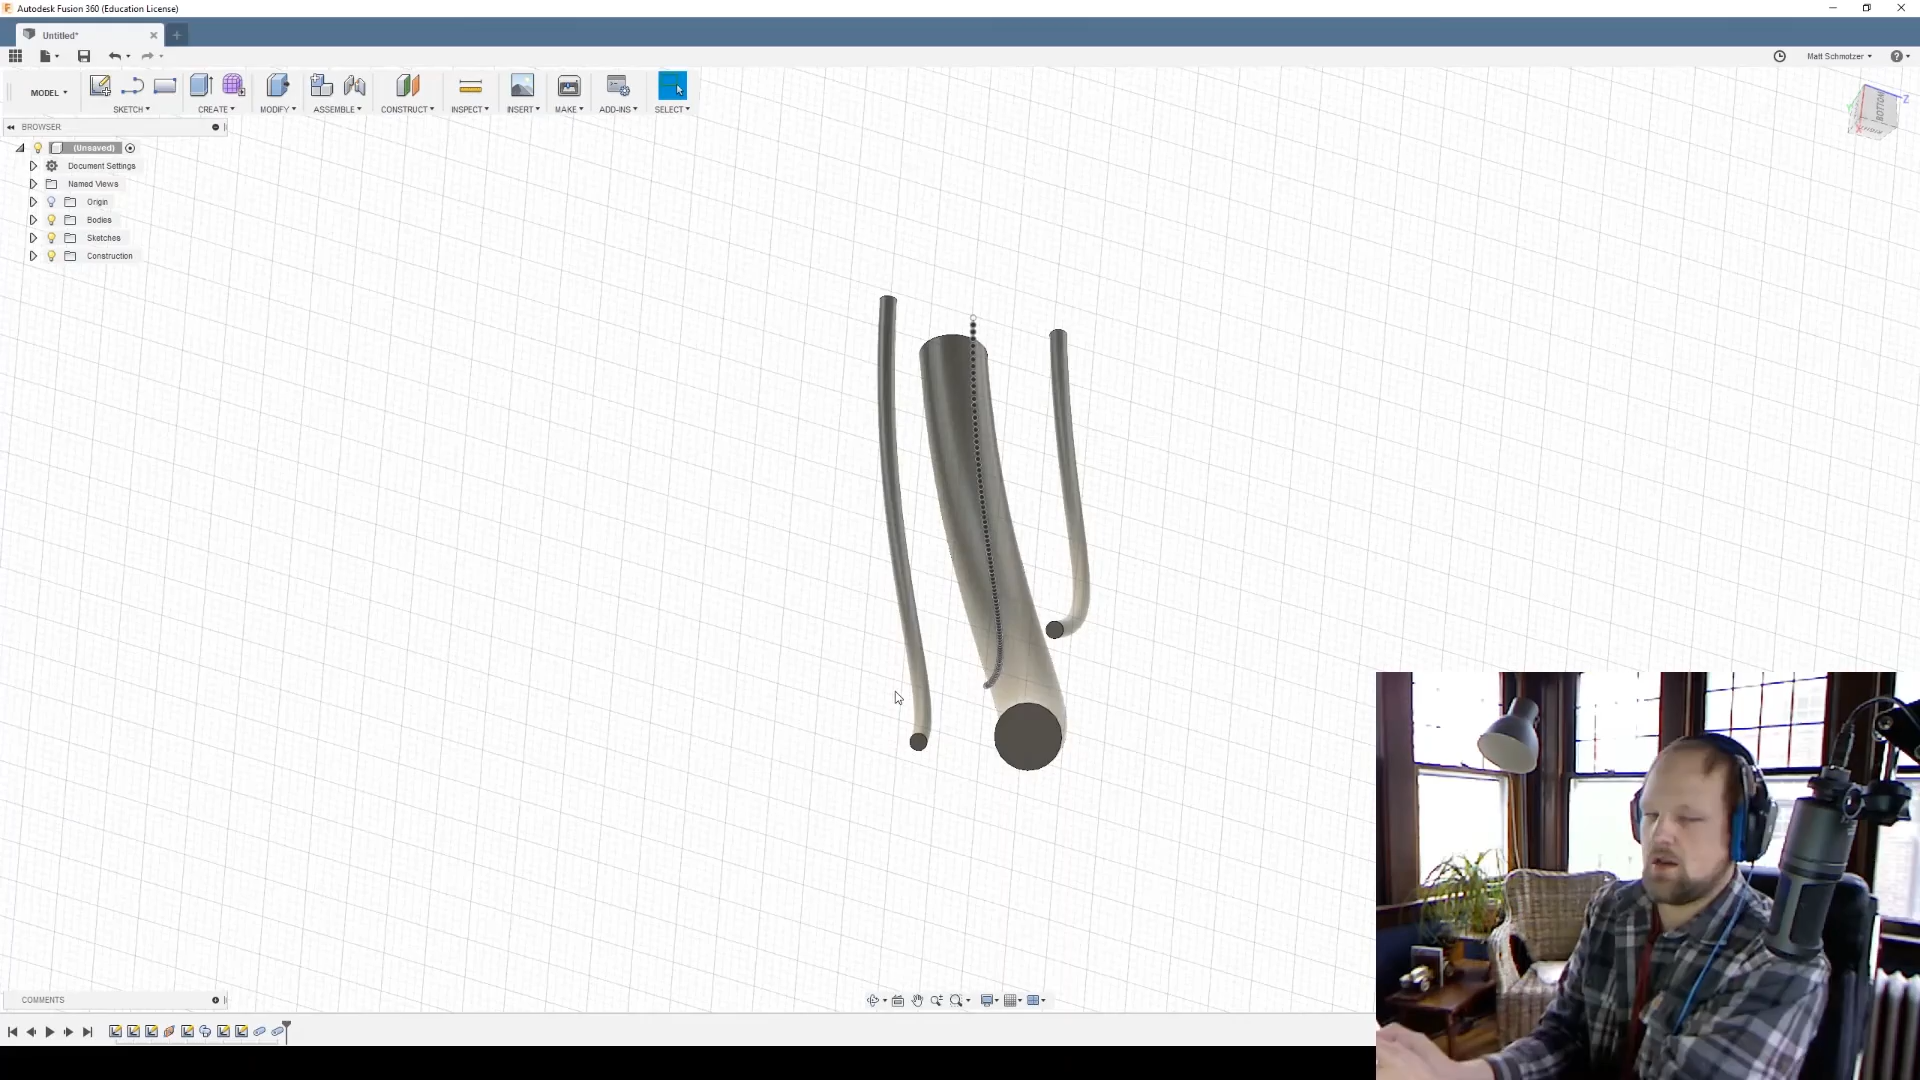 Autodesk Fusion 360 (Education License)
Untitled*
Matt Schmotzer
MODEL
SKETCH
CREATE
MODIFY
ASSEMBLE
CONSTRUCT
INSPECT
INSERT
MAKE
ADD-INS
SELECT
BROWSER
(Unsaved)
Document Settings
Named Views
Origin
Bodies
Sketches
Construction
Z
BOTTOM
X
COMMENTS